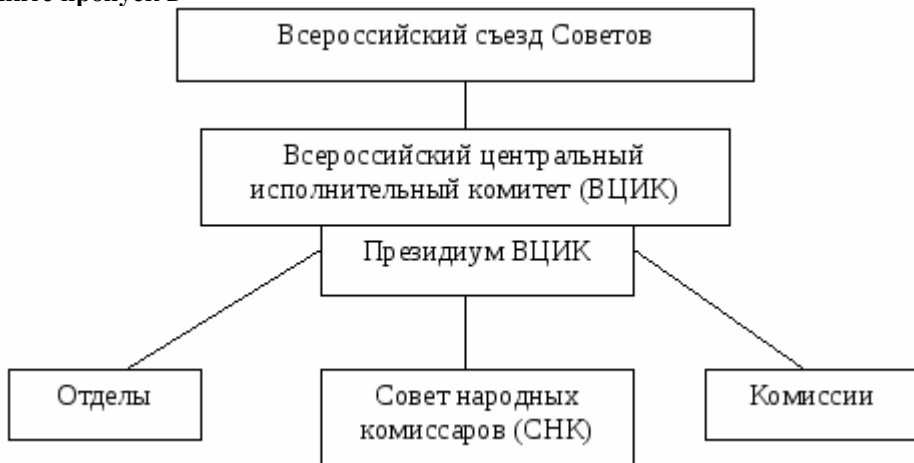 Всероссийский съезд Советов
Всероссийский центральный
исполнительный комитет (ВЦИК)
Президиум ВЦИК
Отделы
Совет народных
комиссаров (СНК)
Комиссии